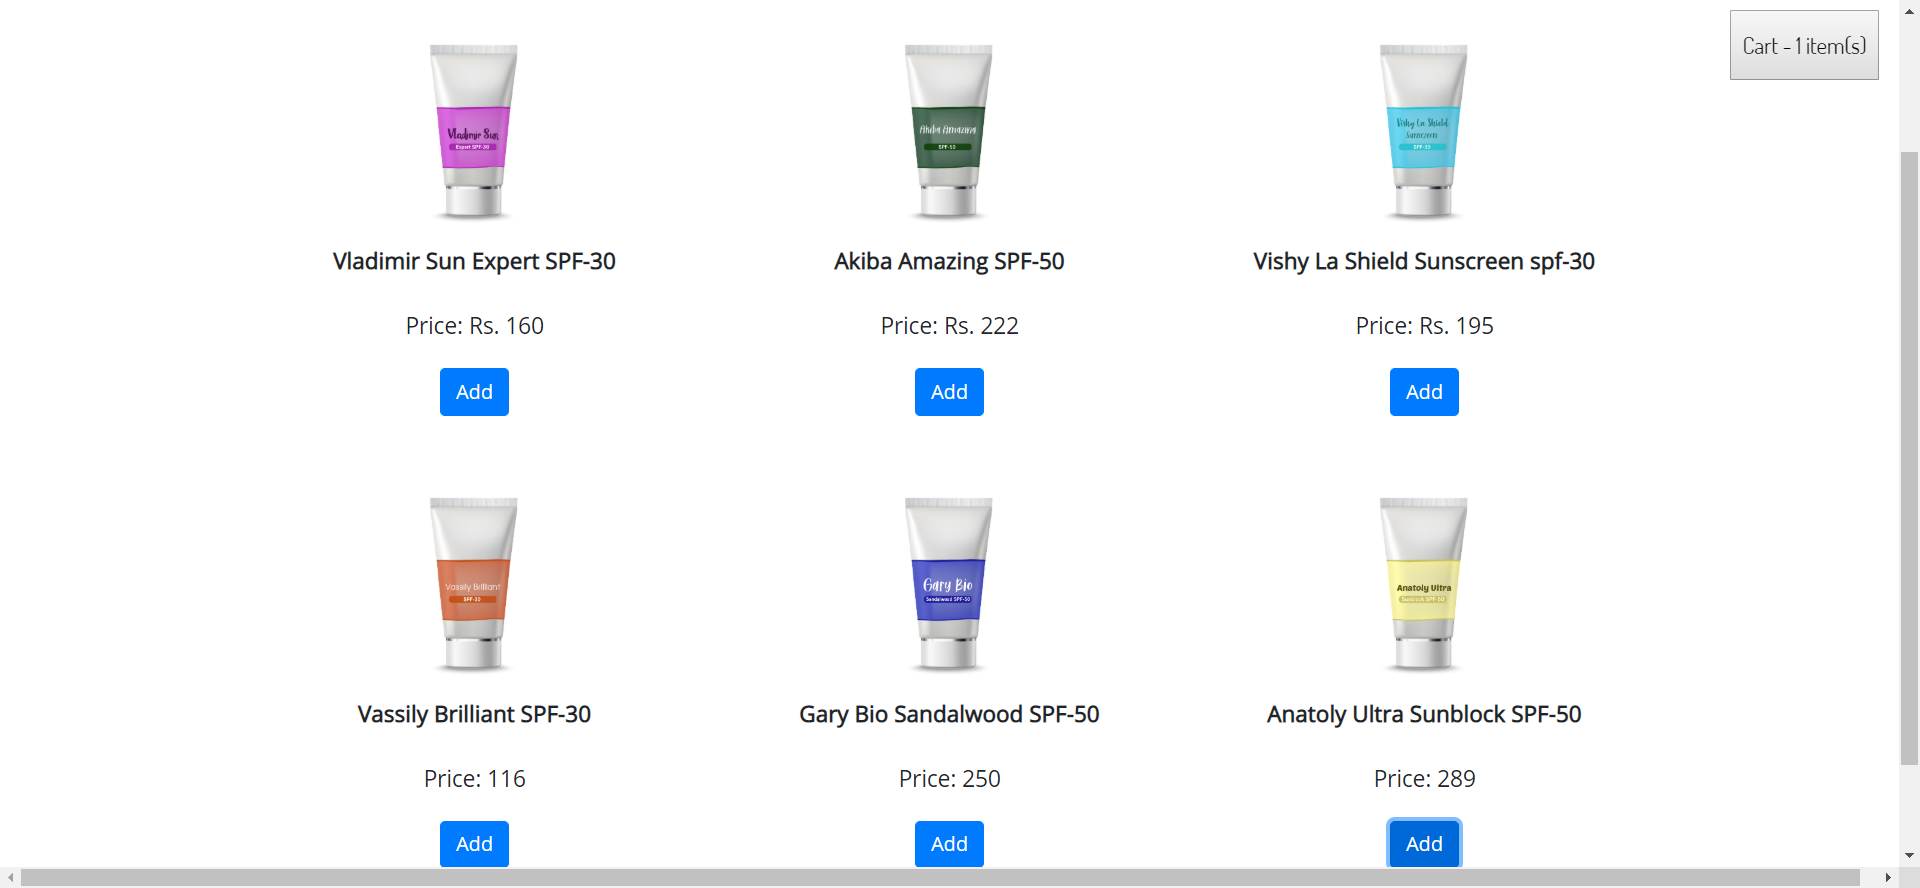 Cart - 1 item(s)
Vladimir Sun
Expert SPF-30
Akiba Amazing
SPF-50
Vishy La Shield
Sunscreen
SPF-30
Vladimir Sun Expert SPF-30
Akiba Amazing SPF-50
Vishy La Shield Sunscreen spf-30
Price: Rs. 160
Price: Rs. 222
Price: Rs. 195
Add
Add
Add
Vassily Brilliant
SPF-30
Gary Bio
Sandalwood SPF-50
Anatoly Ultra
Sunblock SPF-50
Vassily Brilliant SPF-30
Gary Bio Sandalwood SPF-50
Anatoly Ultra Sunblock SPF-50
Price: 116
Price: 250
Price: 289
Add
Add
Add